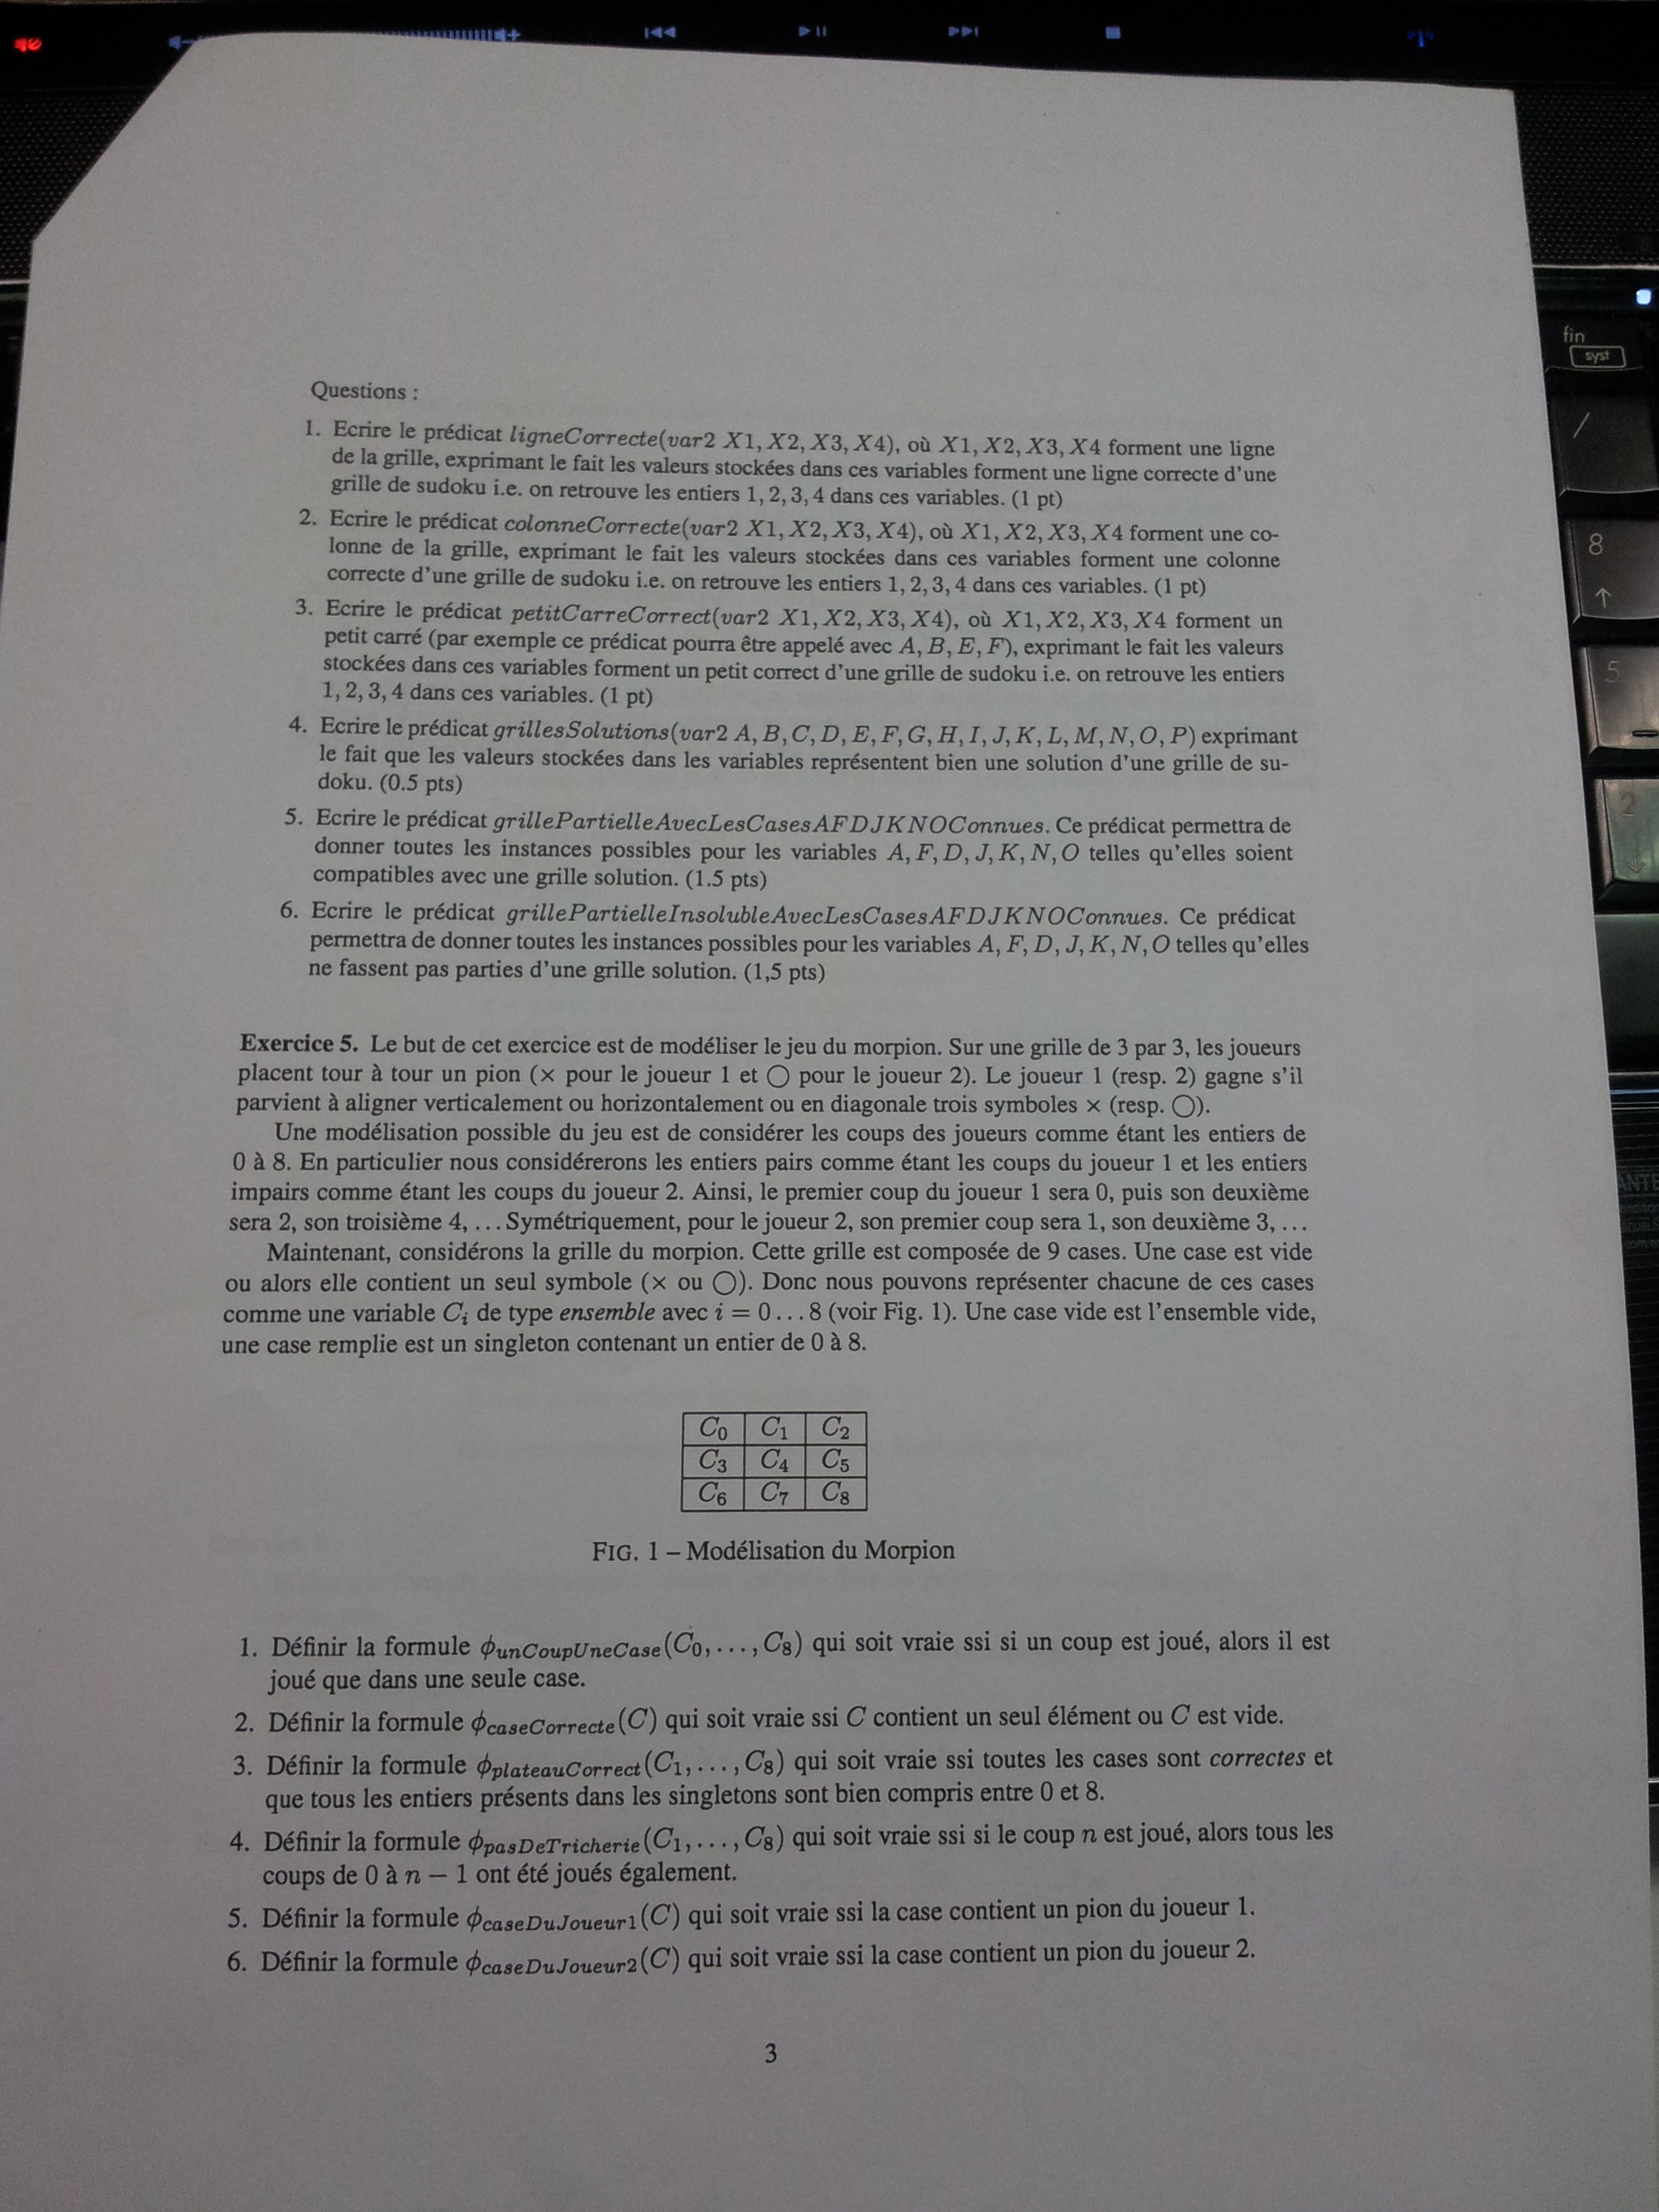 fin
syst
/
8
↑
5
2
↓
Questions :
1. Ecrire le prédicat ligneCorrecte(var2 X1, X2, X3, X4), où X1, X2, X3, X4 forment une ligne
de la grille, exprimant le fait les valeurs stockées dans ces variables forment une ligne correcte d'une
grille de sudoku i.e. on retrouve les entiers 1, 2, 3, 4 dans ces variables. (1 pt)
2. Ecrire le prédicat colonneCorrecte(var2 X1, X2, X3, X4), où X1, X2, X3, X4 forment une co-
lonne de la grille, exprimant le fait les valeurs stockées dans ces variables forment une colonne
correcte d'une grille de sudoku i.e. on retrouve les entiers 1, 2, 3, 4 dans ces variables. (1 pt)
3. Ecrire le prédicat petitCarreCorrect(var2 X1, X2, X3, X4), où X1, X2, X3, X4 forment un
petit carré (par exemple ce prédicat pourra être appelé avec A, B, E, F), exprimant le fait les valeurs
stockées dans ces variables forment un petit correct d'une grille de sudoku i.e. on retrouve les entiers
1, 2, 3, 4 dans ces variables. (1 pt)
4. Ecrire le prédicat grillesSolutions(var2 A, B, C, D, E, F, G, H, I, J, K, L, M, N, O, P) exprimant
le fait que les valeurs stockées dans les variables représentent bien une solution d'une grille de su-
doku. (0.5 pts)
5. Ecrire le prédicat grillePartielleAvecLesCasesAFDJKNOConnues. Ce prédicat permettra de
donner toutes les instances possibles pour les variables A, F, D, J, K, N, O telles qu'elles soient
compatibles avec une grille solution. (1.5 pts)
6. Ecrire le prédicat grillePartielleInsolubleAvecLesCasesAFDJKNOConnues. Ce prédicat
permettra de donner toutes les instances possibles pour les variables A, F, D, J, K, N, O telles qu'elles
ne fassent pas parties d'une grille solution. (1,5 pts)
Exercice 5. Le but de cet exercice est de modéliser le jeu du morpion. Sur une grille de 3 par 3, les joueurs
placent tour à tour un pion (× pour le joueur 1 et ◯ pour le joueur 2). Le joueur 1 (resp. 2) gagne s'il
parvient à aligner verticalement ou horizontalement ou en diagonale trois symboles × (resp. ◯).
Une modélisation possible du jeu est de considérer les coups des joueurs comme étant les entiers de
0 à 8. En particulier nous considérerons les entiers pairs comme étant les coups du joueur 1 et les entiers
impairs comme étant les coups du joueur 2. Ainsi, le premier coup du joueur 1 sera 0, puis son deuxième
sera 2, son troisième 4, ... Symétriquement, pour le joueur 2, son premier coup sera 1, son deuxième 3, ...
Maintenant, considérons la grille du morpion. Cette grille est composée de 9 cases. Une case est vide
ou alors elle contient un seul symbole (× ou ◯). Donc nous pouvons représenter chacune de ces cases
comme une variable C_i de type ensemble avec i = 0 ... 8 (voir Fig. 1). Une case vide est l'ensemble vide,
une case remplie est un singleton contenant un entier de 0 à 8.
C_0 C_1 C_2
C_3 C_4 C_5
C_6 C_7 C_8
FIG. 1 – Modélisation du Morpion
1. Définir la formule ϕ_unCoupUneCase(C_0, ..., C_8) qui soit vraie ssi si un coup est joué, alors il est
joué que dans une seule case.
2. Définir la formule ϕ_caseCorrecte(C) qui soit vraie ssi C contient un seul élément ou C est vide.
3. Définir la formule ϕ_plateauCorrect(C_1, ..., C_8) qui soit vraie ssi toutes les cases sont correctes et
que tous les entiers présents dans les singletons sont bien compris entre 0 et 8.
4. Définir la formule ϕ_pasDeTricherie(C_1, ..., C_8) qui soit vraie ssi si le coup n est joué, alors tous les
coups de 0 à n − 1 ont été joués également.
5. Définir la formule ϕ_caseDuJoueur1(C) qui soit vraie ssi la case contient un pion du joueur 1.
6. Définir la formule ϕ_caseDuJoueur2(C) qui soit vraie ssi la case contient un pion du joueur 2.
3